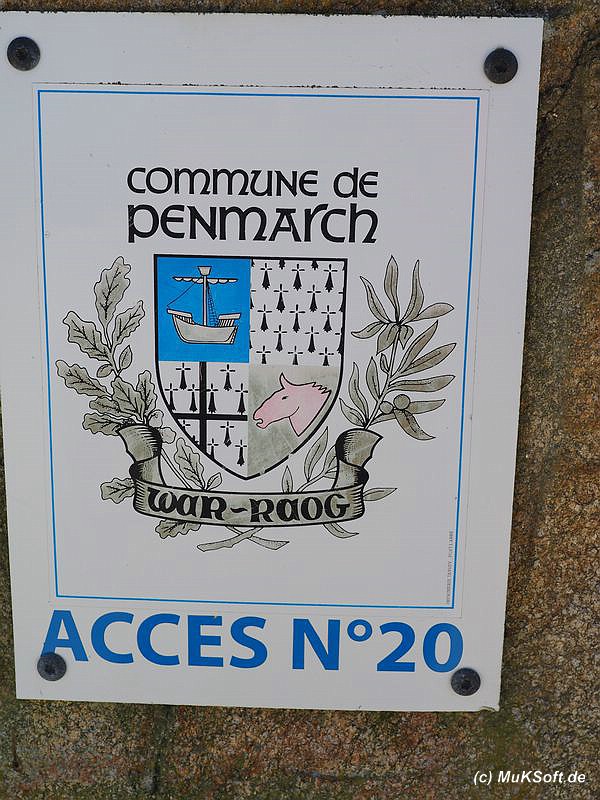 COMMUNE DE
PENMARCH
WAR-RAOG
ACCES N°20
(c) MuKSoft.de